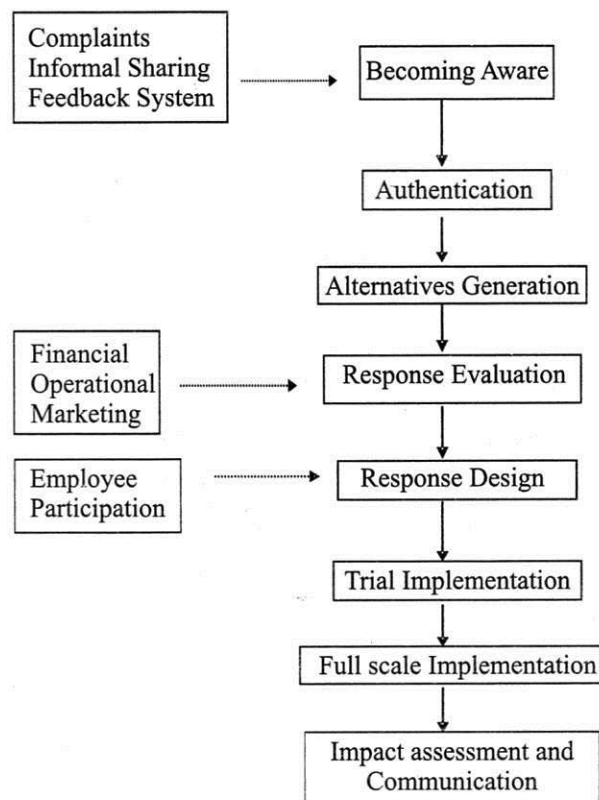 Complaints
Informal Sharing
Feedback System
Becoming Aware
Authentication
Alternatives Generation
Financial
Operational
Marketing
Response Evaluation
Employee
Participation
Response Design
Trial Implementation
Full scale Implementation
Impact assessment and
Communication